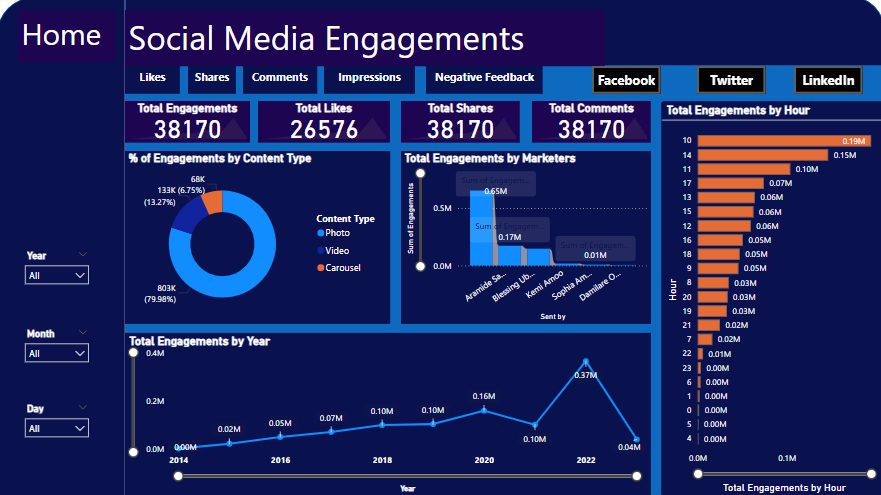 Home
Social Media Engagements
Likes
Shares
Comments
Impressions
Negative Feedback
Facebook
Twitter
LinkedIn
Total Engagements
38170
Total Likes
26576
Total Shares
38170
Total Comments
38170
Year
All
Month
All
Day
All
% of Engagements by Content Type
68K
(6.75%)
133K
(13.27%)
803K
(79.98%)
Content Type
Photo
Video
Carousel
Total Engagements by Marketers
Sum of Engagements
0.5M
0.0M
Sum of Engagem...
0.65M
Sum of Engagem...
0.17M
Sum of Engagem...
0.01M
Aramide Sa...
Blessing Ub...
Kemi Amoo
Sophia Am...
Damilare O...
Sent by
Total Engagements by Year
0.4M
0.2M
0.0M
0.00M
0.02M
0.05M
0.07M
0.10M
0.10M
0.16M
0.10M
0.37M
0.04M
2014
2016
2018
2020
2022
Year
Total Engagements by Hour
Hour
10 0.19M
14 0.15M
11 0.10M
17 0.07M
13 0.06M
15 0.06M
12 0.06M
16 0.05M
18 0.05M
9 0.05M
8 0.03M
20 0.03M
19 0.03M
21 0.02M
7 0.02M
22 0.01M
23 0.00M
6 0.00M
1 0.00M
0 0.00M
5 0.00M
4 0.00M
0.0M 0.1M
Total Engagements by Hour